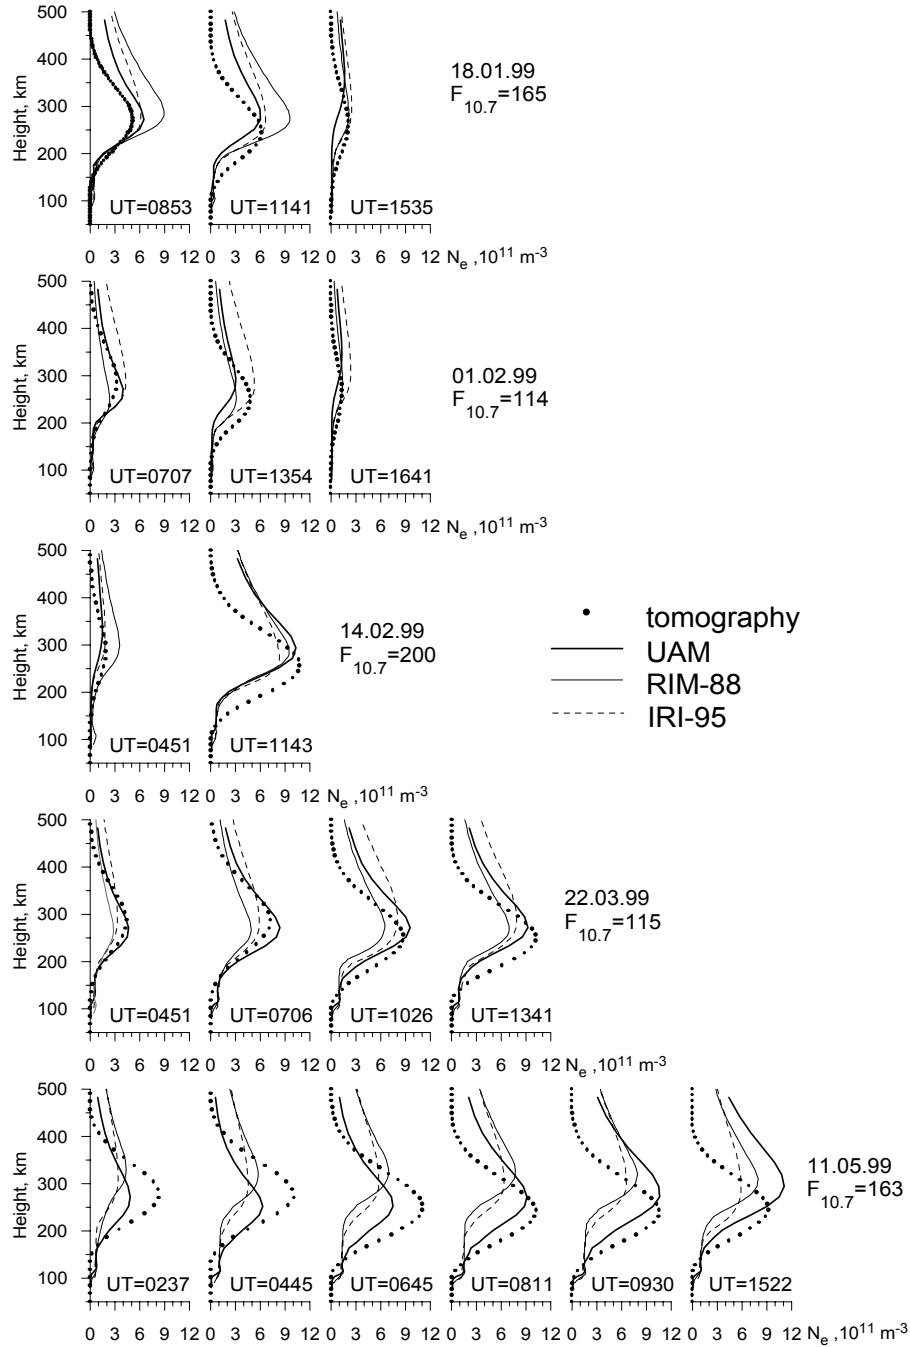 500
400
300
200
100
Height, km
UT=0853
UT=1141
UT=1535
18.01.99
F10.7=165
0 3 6 9 12 0 3 6 9 12 0 3 6 9 12
Ne ,10^11 m^-3
500
400
300
200
100
Height, km
UT=0707
UT=1354
UT=1641
01.02.99
F10.7=114
0 3 6 9 12 0 3 6 9 12 0 3 6 9 12 Ne ,10^11 m^-3
500
400
300
200
100
Height, km
UT=0451
UT=1143
14.02.99
F10.7=200
tomography
UAM
RIM-88
IRI-95
0 3 6 9 12 0 3 6 9 12 Ne ,10^11 m^-3
500
400
300
200
100
Height, km
UT=0451
UT=0706
UT=1026
UT=1341
22.03.99
F10.7=115
0 3 6 9 12 0 3 6 9 12 0 3 6 9 12 0 3 6 9 12 Ne ,10^11 m^-3
500
400
300
200
100
Height, km
UT=0237
UT=0445
UT=0645
UT=0811
UT=0930
UT=1522
11.05.99
F10.7=163
0 3 6 9 12 0 3 6 9 12 0 3 6 9 12 0 3 6 9 12 0 3 6 9 12 0 3 6 9 12 Ne ,10^11 m^-3